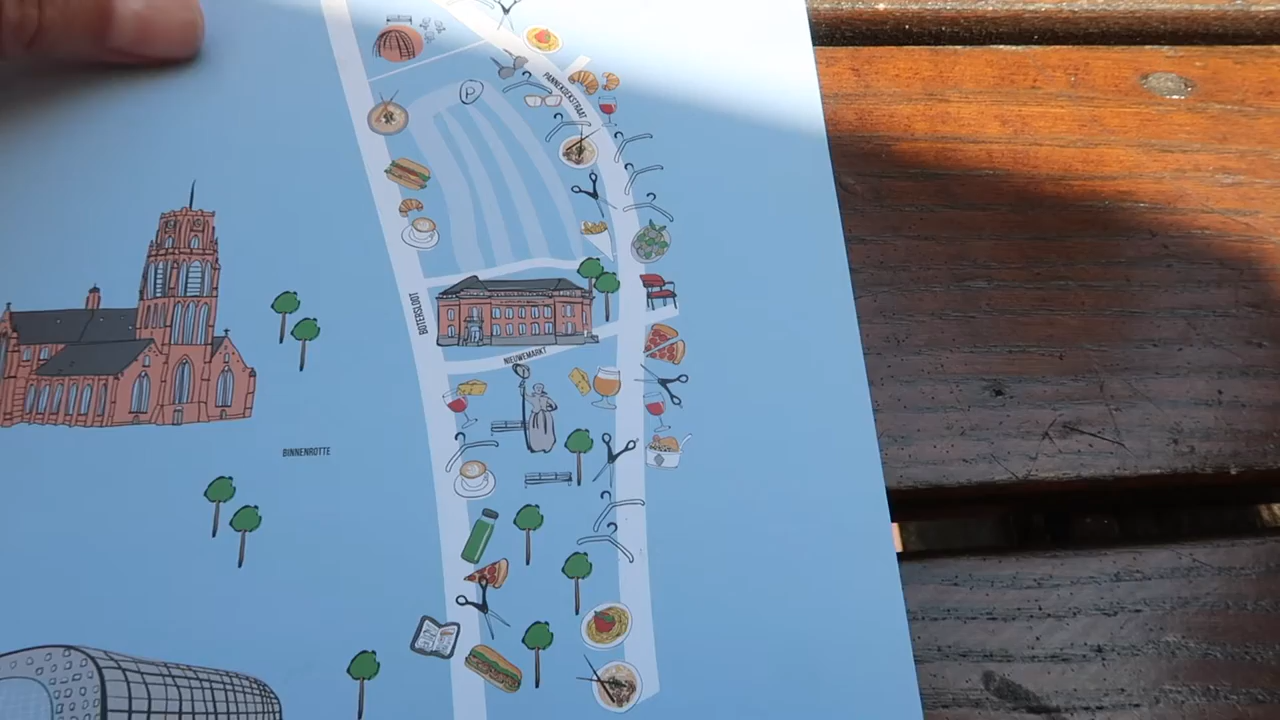 P
PANNEKOEKSTRAAT
BOTERSLOOT
NIEUWEMARKT
BINNENROTTE